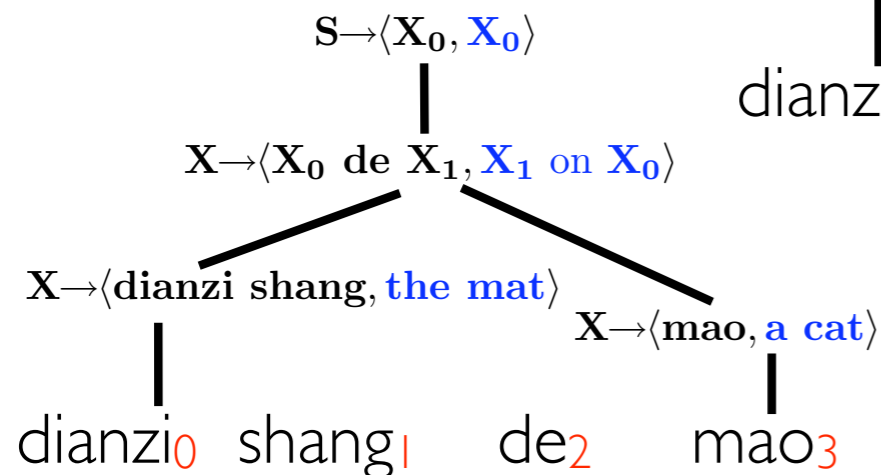 S→⟨X₀, X₀⟩
dianz
X→⟨X₀ de X₁, X₁ on X₀⟩
X→⟨dianzi shang, the mat⟩
X→⟨mao, a cat⟩
dianzi₀ shang₁ de₂ mao₃